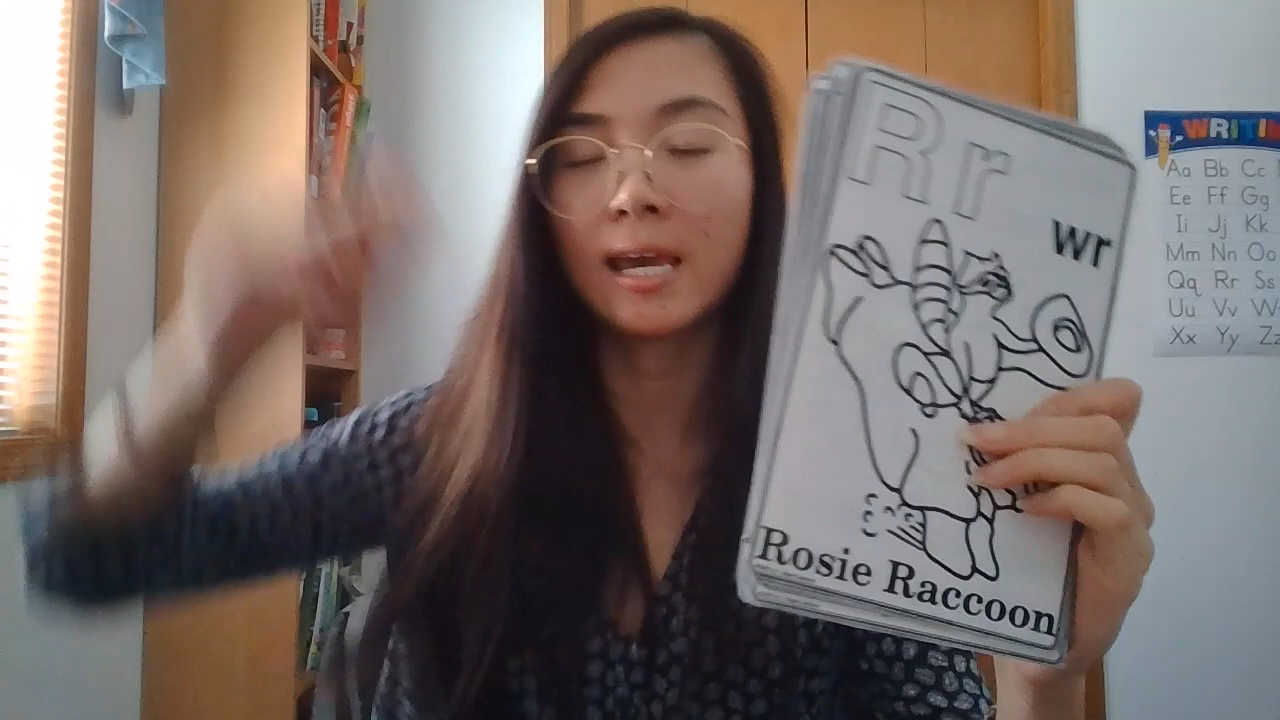 Rr
wr
Rosie Raccoon
Aa Bb Cc
Ee Ff Gg
Ii Jj Kk
Mm Nn Oo
Qq Rr Ss
Uu Vv
Xx Yy Zz